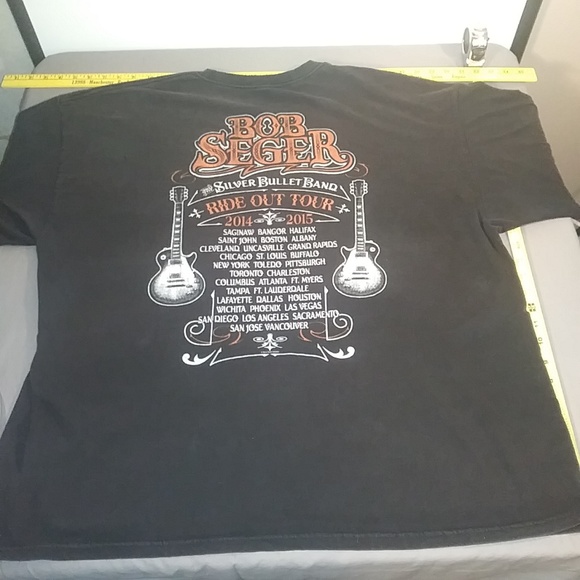 BOB
SEGER
AND THE SILVER BULLET BAND
RIDE OUT TOUR
2014 2015
SAGINAW BANGOR HALIFAX
SAINT JOHN BOSTON ALBANY
CLEVELAND UNCASVILLE GRAND RAPIDS
CHICAGO ST. LOUIS BUFFALO
NEW YORK TOLEDO PITTSBURGH
TORONTO CHARLESTON
COLUMBUS ATLANTA FT. MYERS
TAMPA FT. LAUDERDALE
LAFAYETTE DALLAS HOUSTON
WICHITA PHOENIX LAS VEGAS
SAN DIEGO LOS ANGELES SACRAMENTO
SAN JOSE VANCOUVER